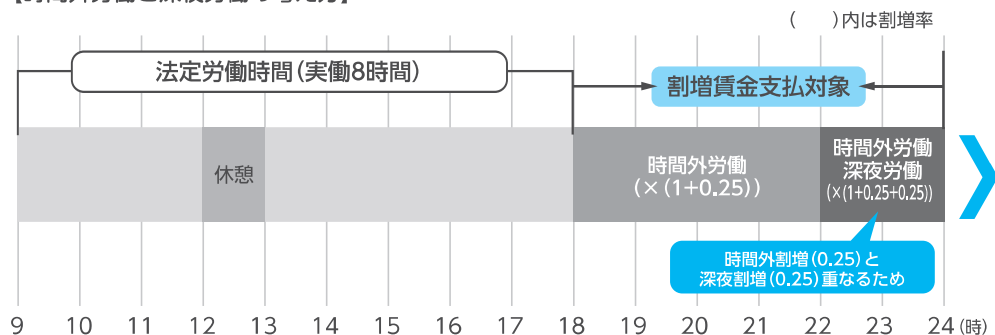 (　　)内は割増率
法定労働時間(実働8時間)
割増賃金支払対象
休憩
時間外労働
(×(1+0.25))
時間外労働
深夜労働
(×(1+0.25+0.25))
時間外割増(0.25)と
深夜割増(0.25)重なるため
9 10 11 12 13 14 15 16 17 18 19 20 21 22 23 24(時)